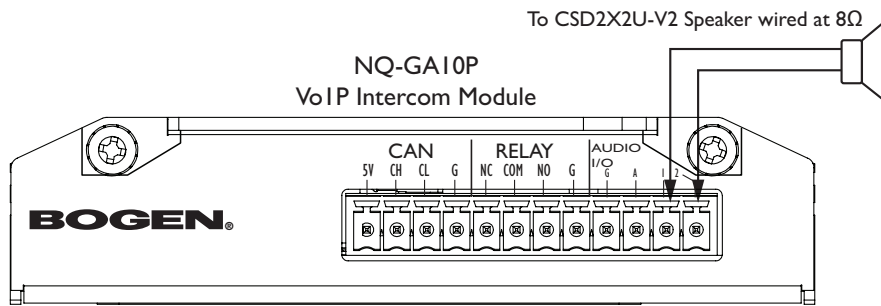 To CSD2X2U-V2 Speaker wired at 8Ω
NQ-GA10P
VoIP Intercom Module
CAN RELAY AUDIO I/O
5V CH CL G NC COM NO G G A 1 2
BOGEN®